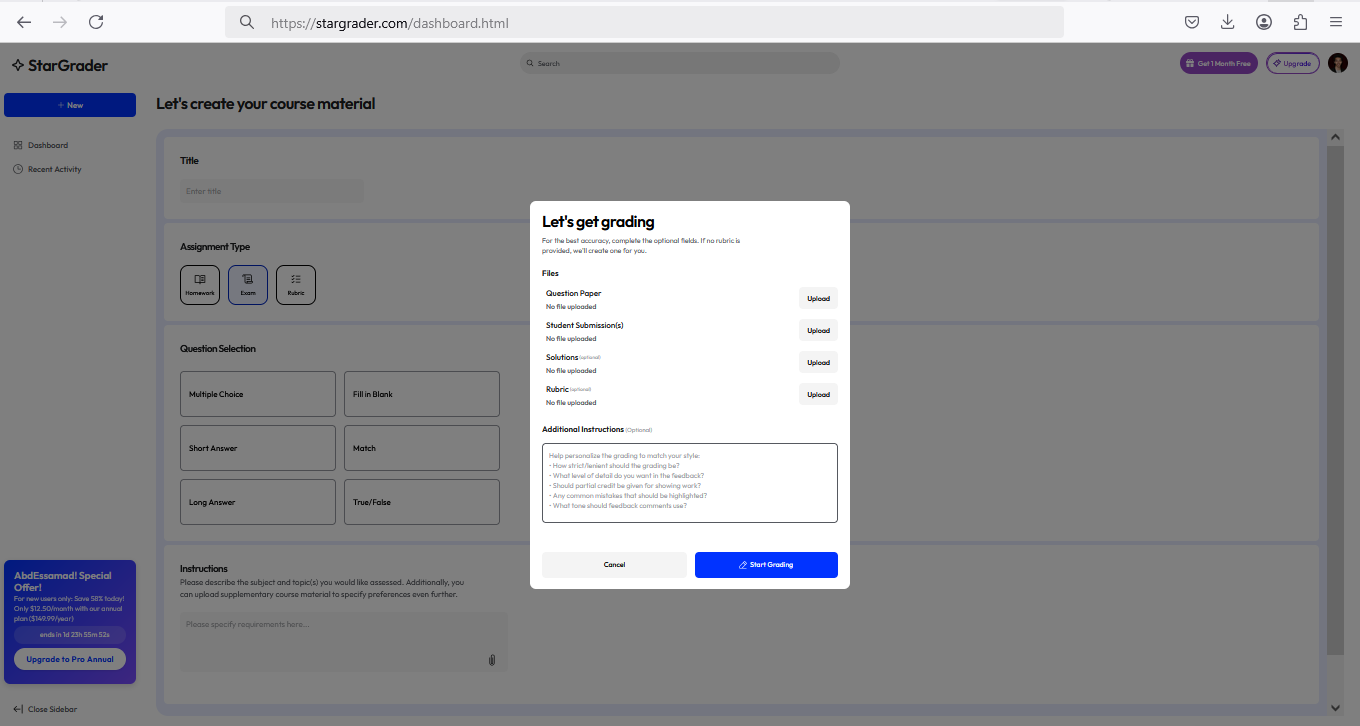 https://stargrader.com/dashboard.html
StarGrader
Search
Get 1 Month Free
Upgrade
+ New
Dashboard
Recent Activity
Let's create your course material
Title
Enter title
Assignment Type
Homework
Exam
Rubric
Question Selection
Multiple Choice
Fill in Blank
Short Answer
Match
Long Answer
True/False
Instructions
Please describe the subject and topic(s) you would like assessed. Additionally, you
can upload supplementary course material to specify preferences even further.
Please specify requirements here...
Let's get grading
For the best accuracy, complete the optional fields. If no rubric is
provided, we'll create one for you.
Files
Question Paper
No file uploaded
Upload
Student Submission(s)
No file uploaded
Upload
Solutions (optional)
No file uploaded
Upload
Rubric (optional)
No file uploaded
Upload
Additional Instructions (Optional)
Help personalize the grading to match your style:
• How strict/lenient should the grading be?
• What level of detail do you want in the feedback?
• Should partial credit be given for showing work?
• Any common mistakes that should be highlighted?
• What tone should feedback comments use?
Cancel
Start Grading
AbdEssamad! Special
Offer!
For new users only: Save 58% today!
Only $12.50/month with our annual
plan ($149.99/year)
ends in 1d 23h 55m 52s
Upgrade to Pro Annual
Close Sidebar